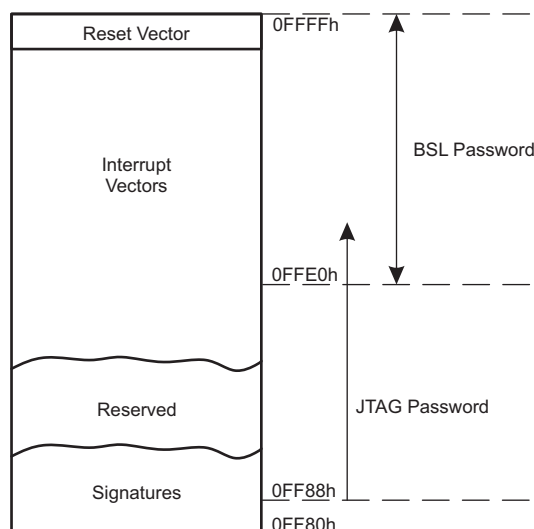 Reset Vector
0FFFFh
BSL Password
Interrupt
Vectors
0FFE0h
Reserved
JTAG Password
Signatures
0FF88h
0FF80h